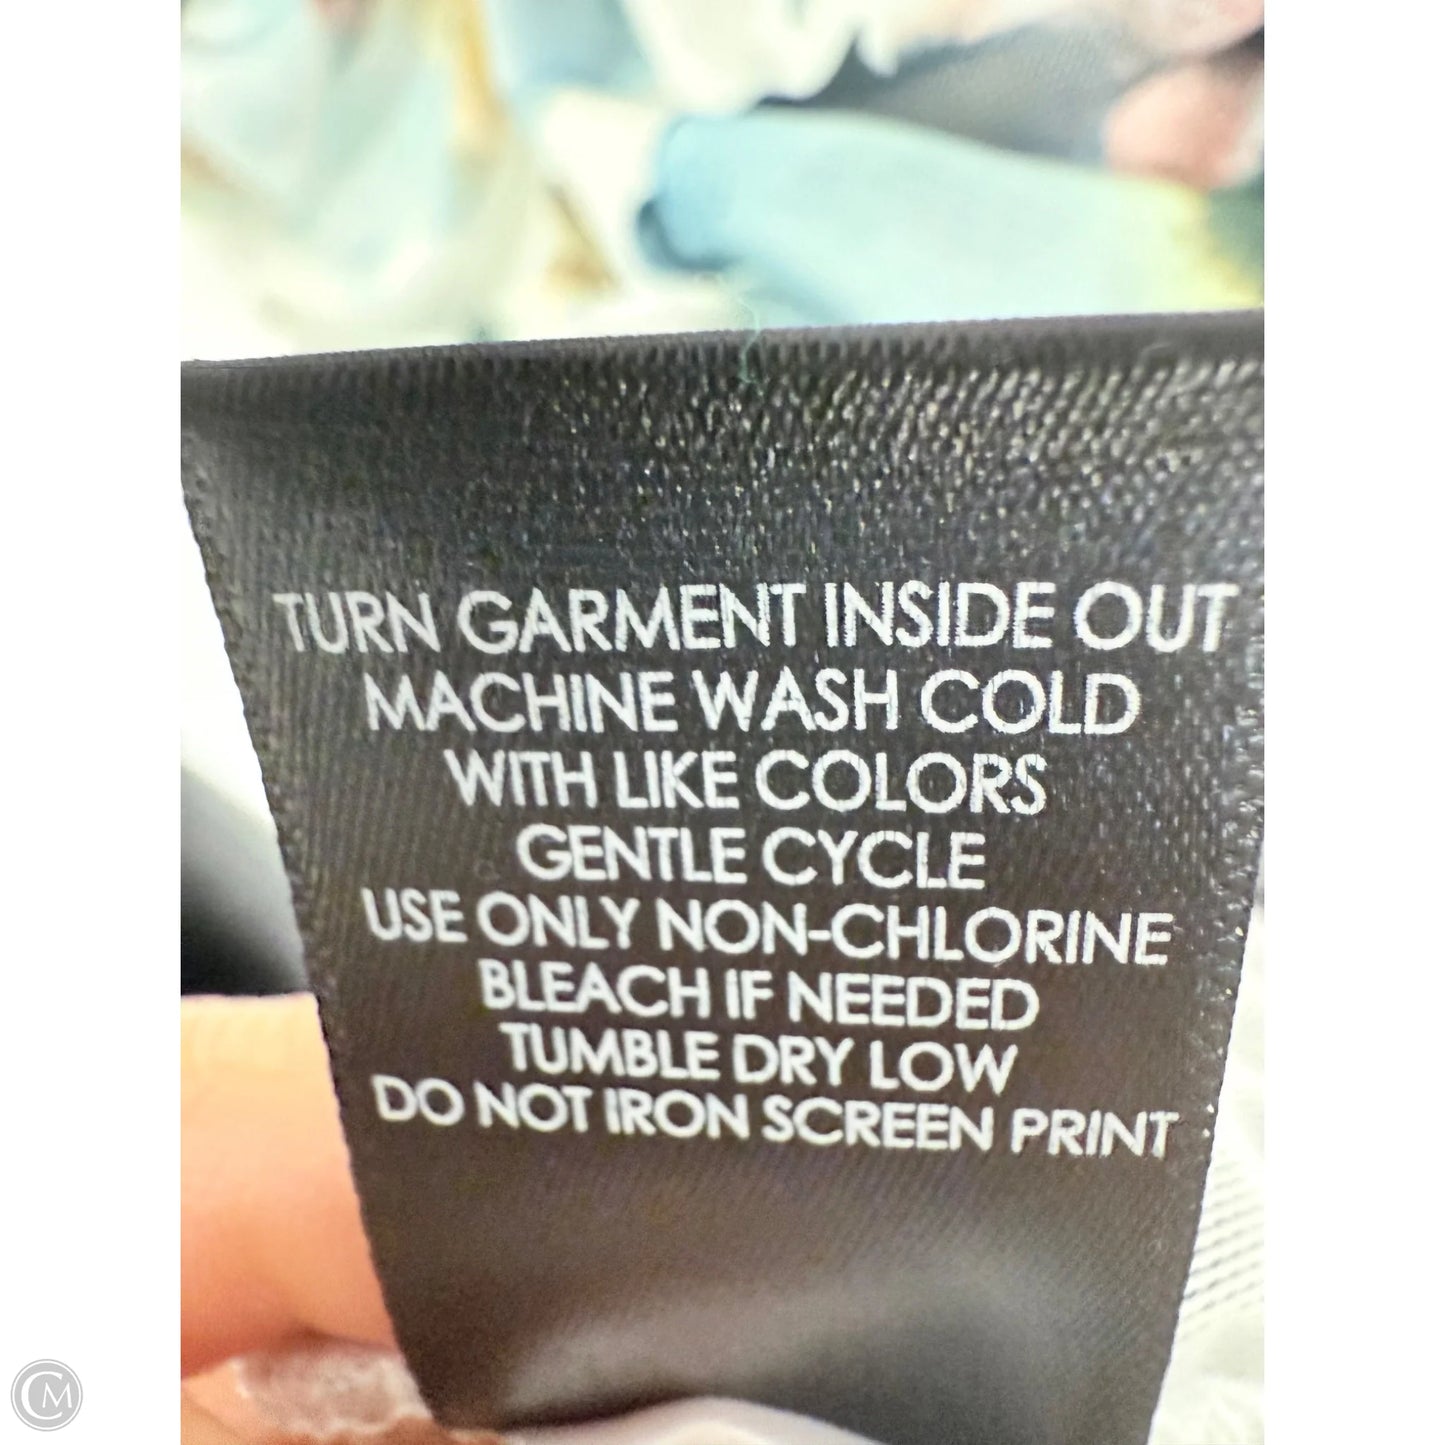 TURN GARMENT INSIDE OUT
MACHINE WASH COLD
WITH LIKE COLORS
GENTLE CYCLE
USE ONLY NON-CHLORINE
BLEACH IF NEEDED
TUMBLE DRY LOW
DO NOT IRON SCREEN PRINT
CM